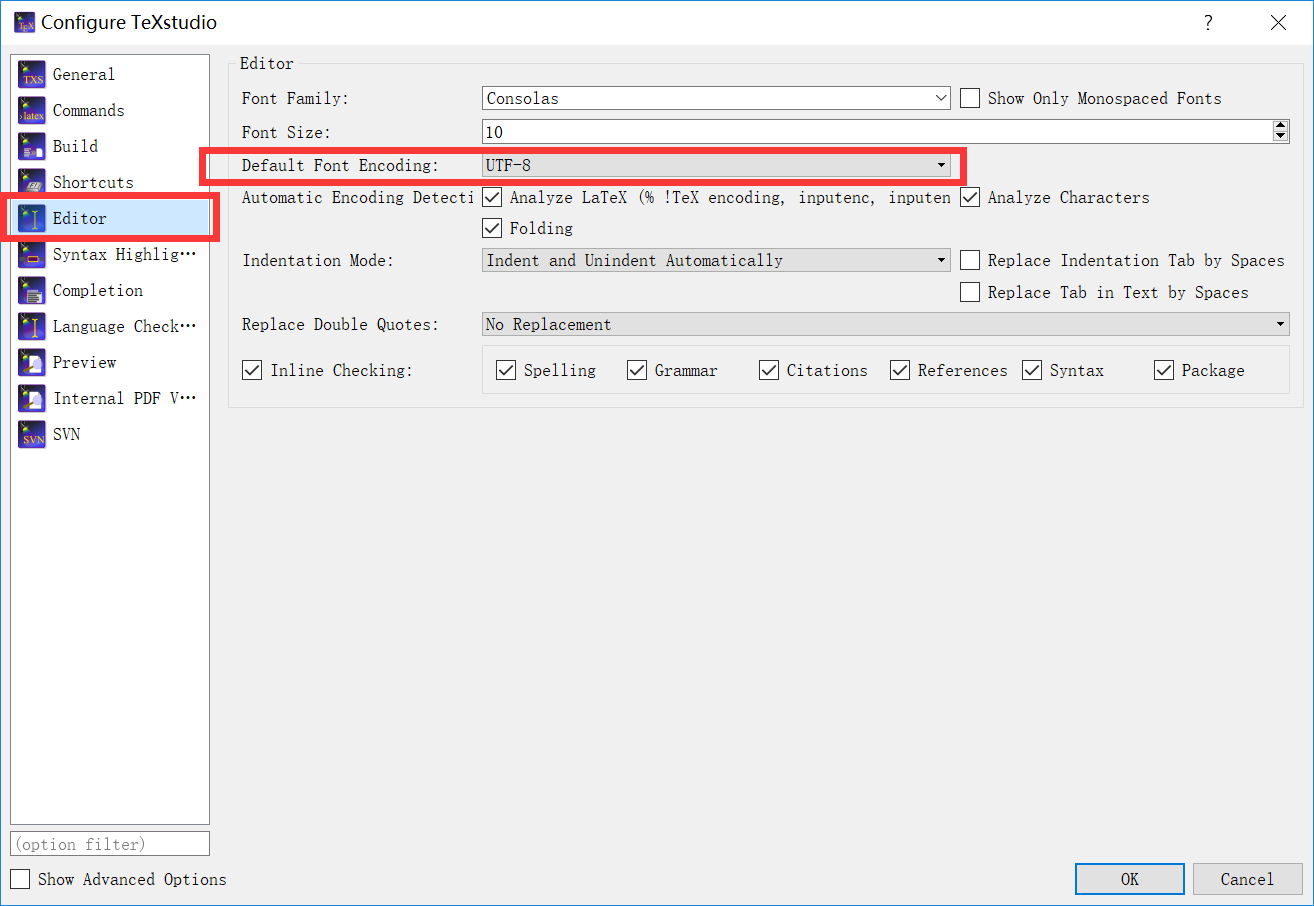 Configure TeXstudio
General
Commands
Build
Shortcuts
Editor
Syntax Highlig···
Completion
Language Check···
Preview
Internal PDF V···
SVN
(option filter)
Show Advanced Options
Editor
Font Family: Consolas Show Only Monospaced Fonts
Font Size: 10
Default Font Encoding: UTF-8
Automatic Encoding Detecti Analyze LaTeX (% !TeX encoding, inputenc, inputen Analyze Characters
Folding
Indentation Mode: Indent and Unindent Automatically Replace Indentation Tab by Spaces
Replace Tab in Text by Spaces
Replace Double Quotes: No Replacement
Inline Checking: Spelling Grammar Citations References Syntax Package
OK Cancel